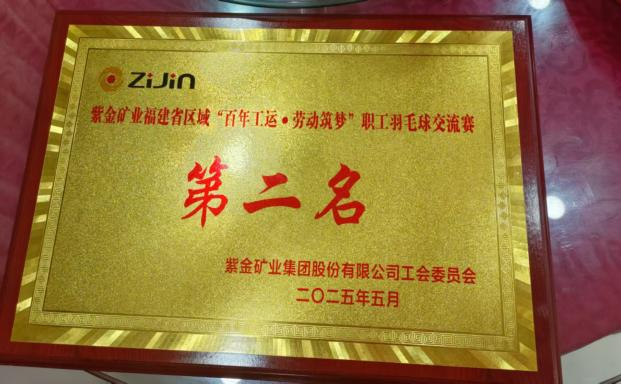 ZiJin
紫金矿业福建省区域“百年工运•劳动筑梦”职工羽毛球交流赛
第二名
紫金矿业集团股份有限公司工会委员会
二〇二五年五月